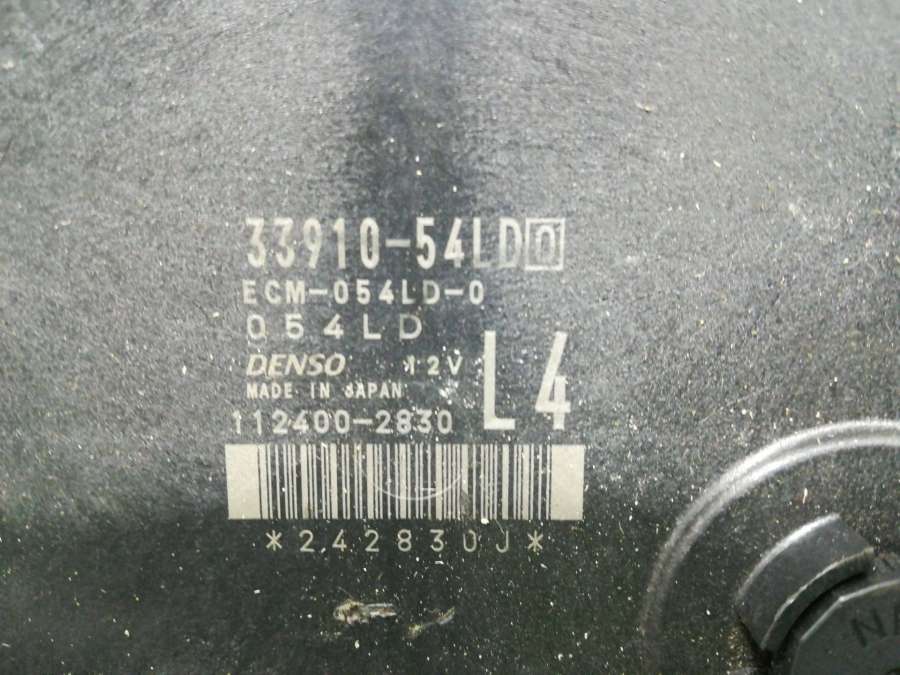 33910-54LD0
ECM-054LD-0
054LD
DENSO 12V
L4
MADE IN JAPAN
112400-2830
*242830J*